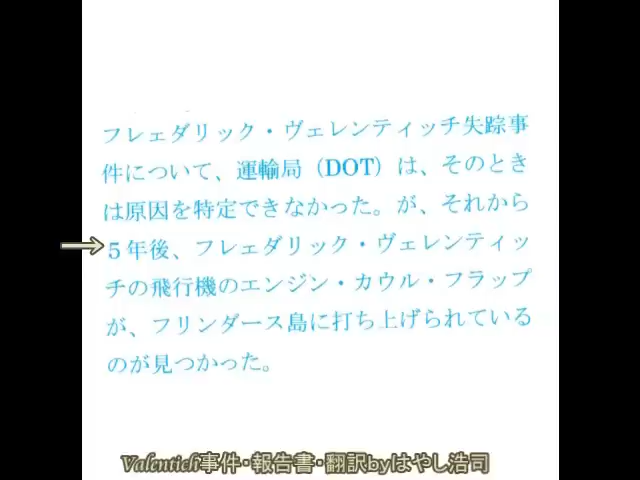 フレェダリック・ヴェレンティッチ失踪事
件について、運輸局（DOT）は、そのとき
は原因を特定できなかった。が、それから
5年後、フレェダリック・ヴェレンティッ
チの飛行機のエンジン・カウル・フラップ
が、フリンダース島に打ち上げられている
のが見つかった。
Valentich事件・報告書・翻訳byはやし浩司